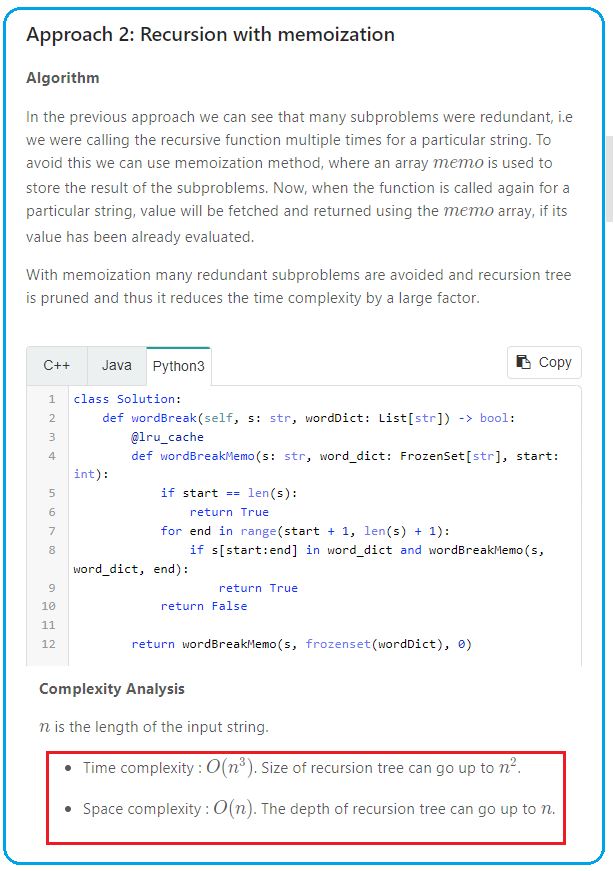 Approach 2: Recursion with memoization
Algorithm
In the previous approach we can see that many subproblems were redundant, i.e
we were calling the recursive function multiple times for a particular string. To
avoid this we can use memoization method, where an array memo is used to
store the result of the subproblems. Now, when the function is called again for a
particular string, value will be fetched and returned using the memo array, if its
value has been already evaluated.
With memoization many redundant subproblems are avoided and recursion tree
is pruned and thus it reduces the time complexity by a large factor.
C++ Java Python3 Copy
1 class Solution:
2     def wordBreak(self, s: str, wordDict: List[str]) -> bool:
3         @lru_cache
4         def wordBreakMemo(s: str, word_dict: FrozenSet[str], start:
int):
5             if start == len(s):
6                 return True
7             for end in range(start + 1, len(s) + 1):
8                 if s[start:end] in word_dict and wordBreakMemo(s,
word_dict, end):
9                     return True
10             return False
11
12         return wordBreakMemo(s, frozenset(wordDict), 0)
Complexity Analysis
n is the length of the input string.
• Time complexity : O(n³). Size of recursion tree can go up to n².
• Space complexity : O(n). The depth of recursion tree can go up to n.